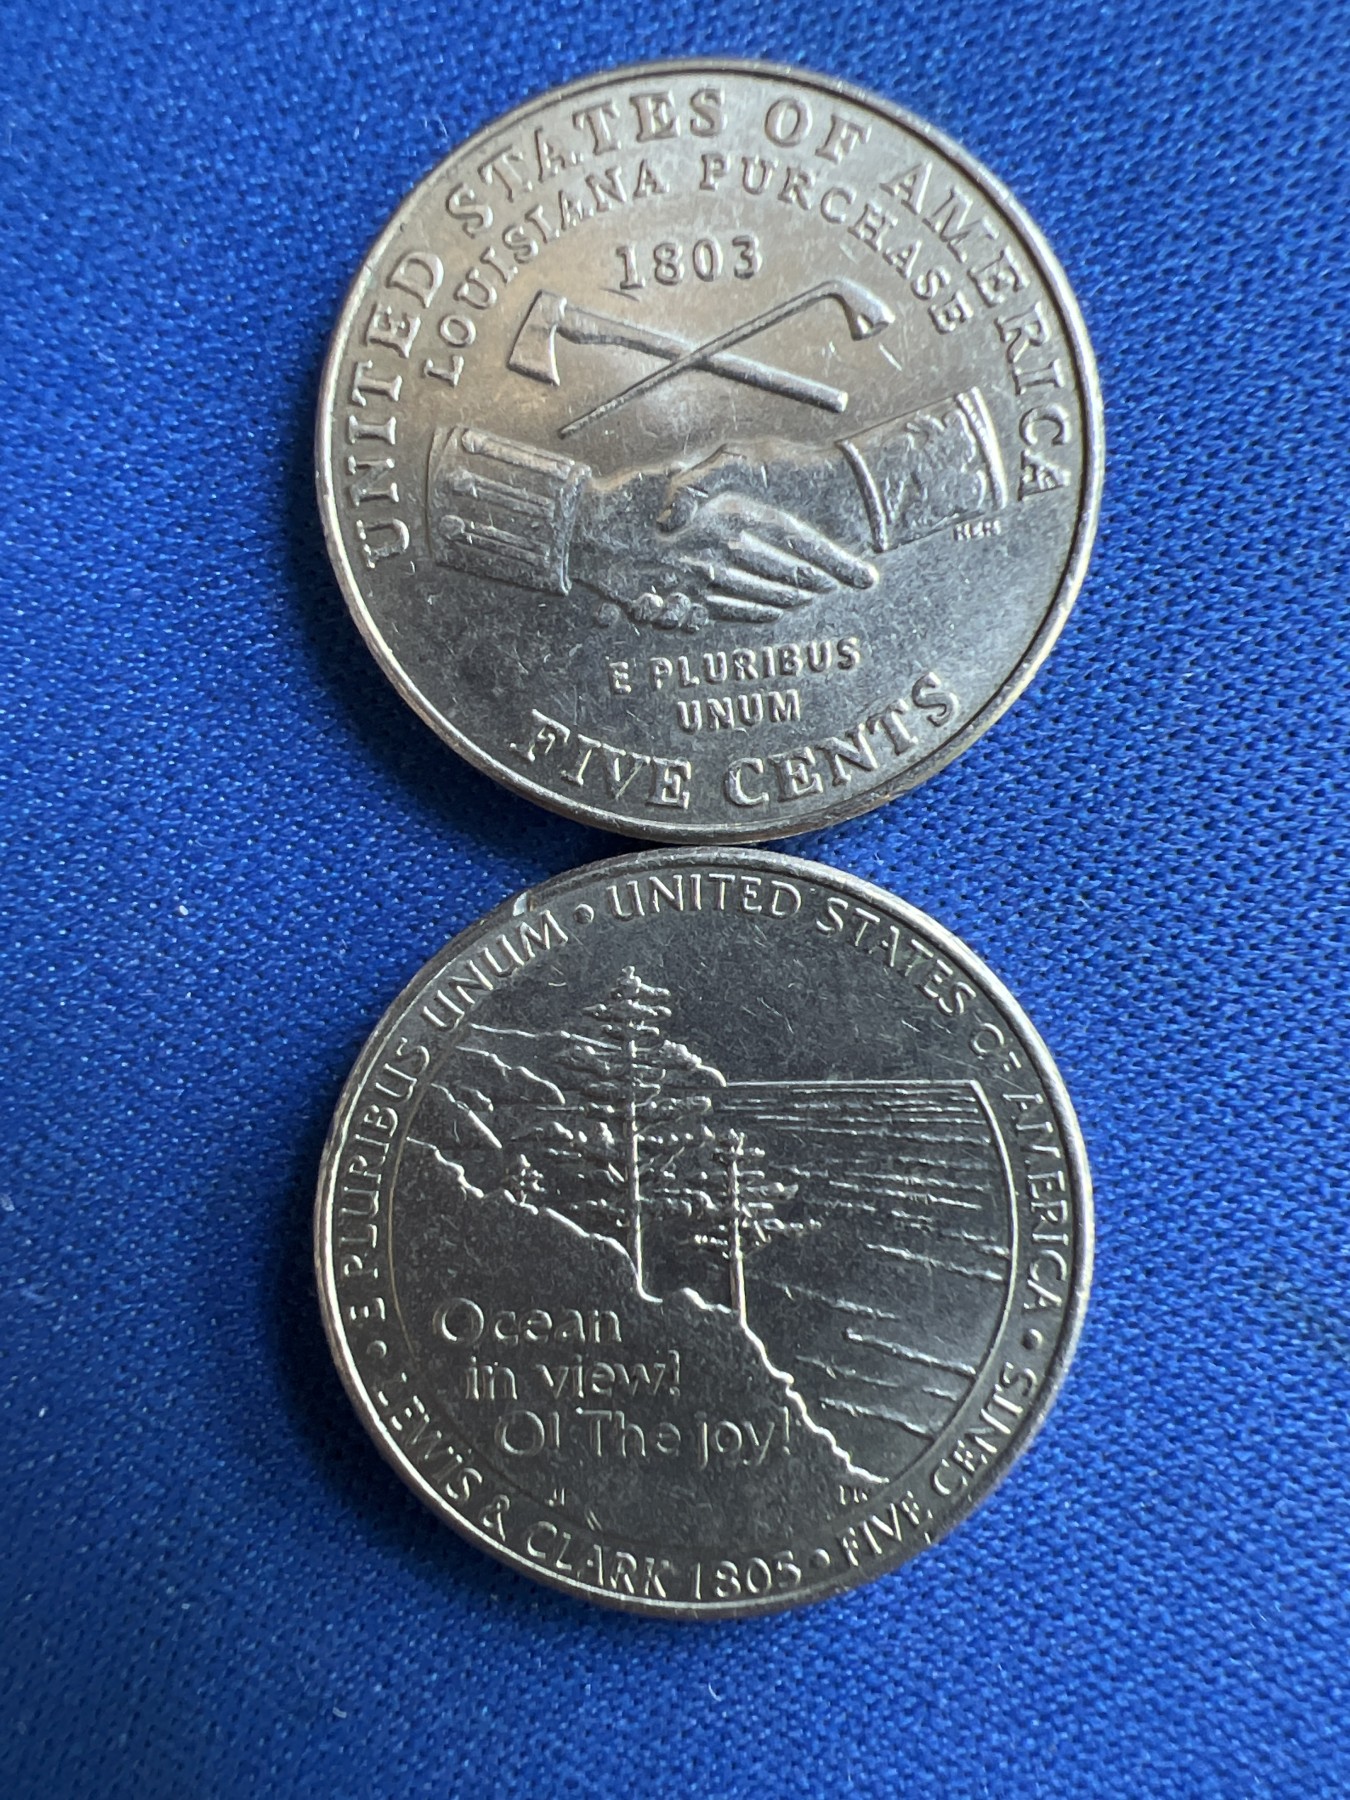 UNITED STATES OF AMERICA
LOUISIANA PURCHASE
1803
E PLURIBUS
UNUM
FIVE CENTS
E PLURIBUS UNUM • UNITED STATES OF AMERICA •
Ocean
in view!
O! The joy!
LEWIS & CLARK 1805 • FIVE CENTS •